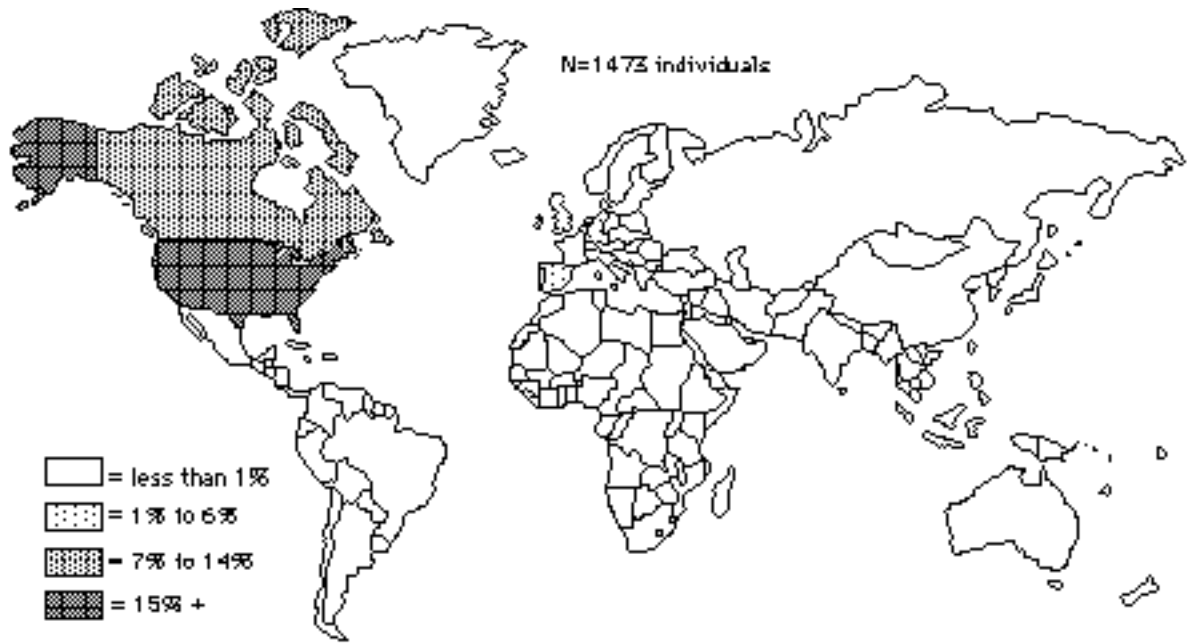 N=1473 individuals
= less than 1%
= 1% to 6%
= 7% to 14%
= 15% +